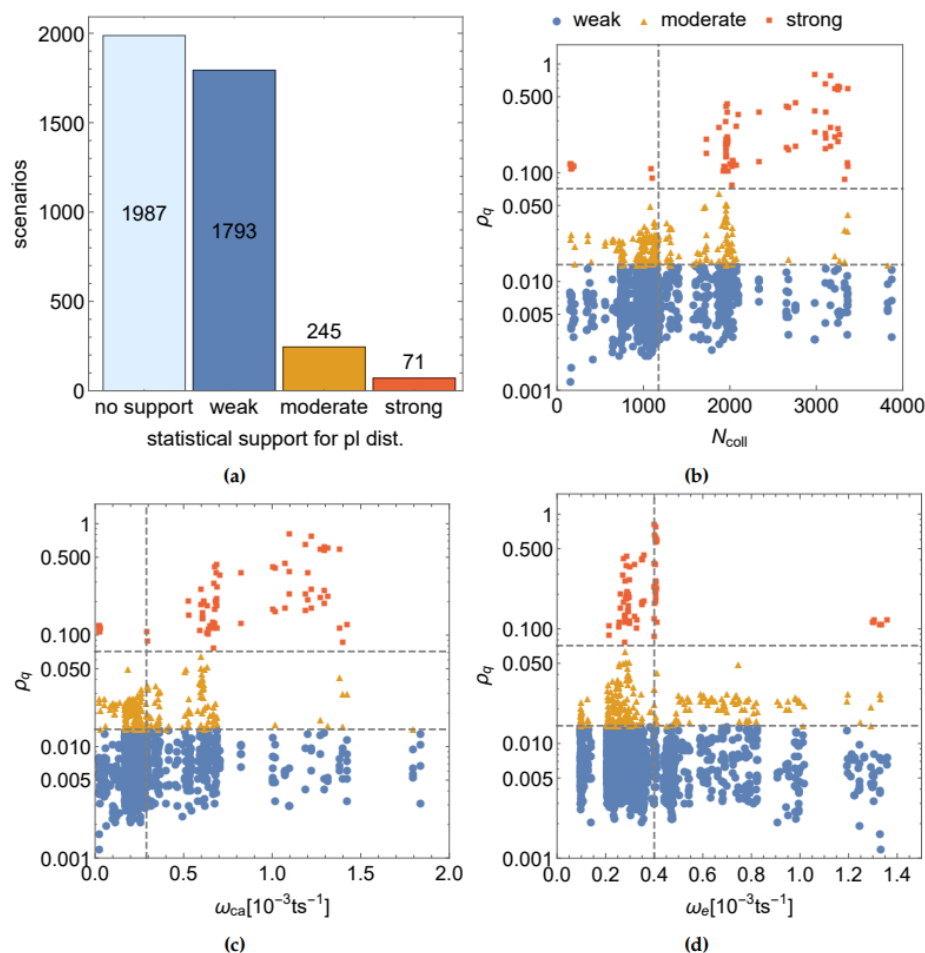 weak moderate strong
2000
1500
1000
500
0
scenarios
1987
1793
245
71
no support weak moderate strong
statistical support for pl dist.
(a)
1
0.500
0.100
0.050
0.010
0.005
0.001
ρq
0 1000 2000 3000 4000
Ncoll
(b)
1
0.500
0.100
0.050
0.010
0.005
0.001
ρq
0.0 0.5 1.0 1.5 2.0
ωca[10⁻³ts⁻¹]
(c)
1
0.500
0.100
0.050
0.010
0.005
0.001
ρq
0.0 0.2 0.4 0.6 0.8 1.0 1.2 1.4
ωe[10⁻³ts⁻¹]
(d)